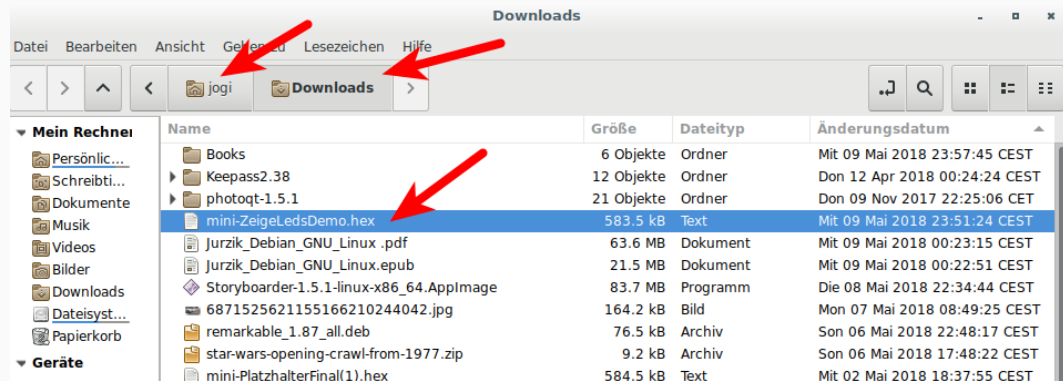 Downloads
Datei Bearbeiten Ansicht Gehen zu Lesezeichen Hilfe
jogi Downloads
Mein Rechner Name Größe Dateityp Änderungsdatum
Persönlic... Books 6 Objekte Ordner Mit 09 Mai 2018 23:57:45 CEST
Schreibti... Keepass2.38 12 Objekte Ordner Don 12 Apr 2018 00:24:24 CEST
Dokumente photoqt-1.5.1 21 Objekte Ordner Don 09 Nov 2017 22:25:06 CET
Musik mini-ZeigeLedsDemo.hex 583.5 kB Text Mit 09 Mai 2018 23:51:24 CEST
Videos Jurzik_Debian_GNU_Linux .pdf 63.6 MB Dokument Mit 09 Mai 2018 00:23:15 CEST
Bilder Jurzik_Debian_GNU_Linux.epub 21.5 MB Dokument Mit 09 Mai 2018 00:22:51 CEST
Downloads Storyboarder-1.5.1-linux-x86_64.AppImage 83.7 MB Programm Die 08 Mai 2018 22:34:44 CEST
Dateisyst... 6871525621155166210244042.jpg 164.2 kB Bild Mon 07 Mai 2018 08:49:25 CEST
Papierkorb remarkable_1.87_all.deb 76.5 kB Archiv Son 06 Mai 2018 22:48:17 CEST
star-wars-opening-crawl-from-1977.zip 9.2 kB Archiv Son 06 Mai 2018 17:48:22 CEST
Geräte mini-PlatzhalterFinal(1).hex 584.5 kB Text Mit 02 Mai 2018 18:37:55 CEST